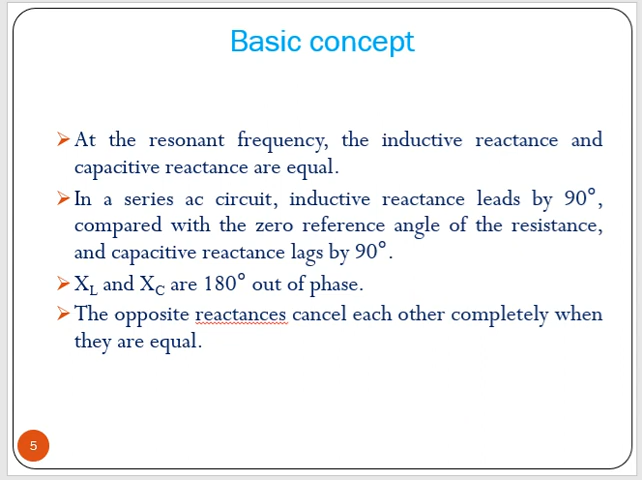 Basic concept
➢ At the resonant frequency, the inductive reactance and
capacitive reactance are equal.
➢ In a series ac circuit, inductive reactance leads by 90°,
compared with the zero reference angle of the resistance,
and capacitive reactance lags by 90°.
➢ X_L and X_C are 180° out of phase.
➢ The opposite reactances cancel each other completely when
they are equal.
5